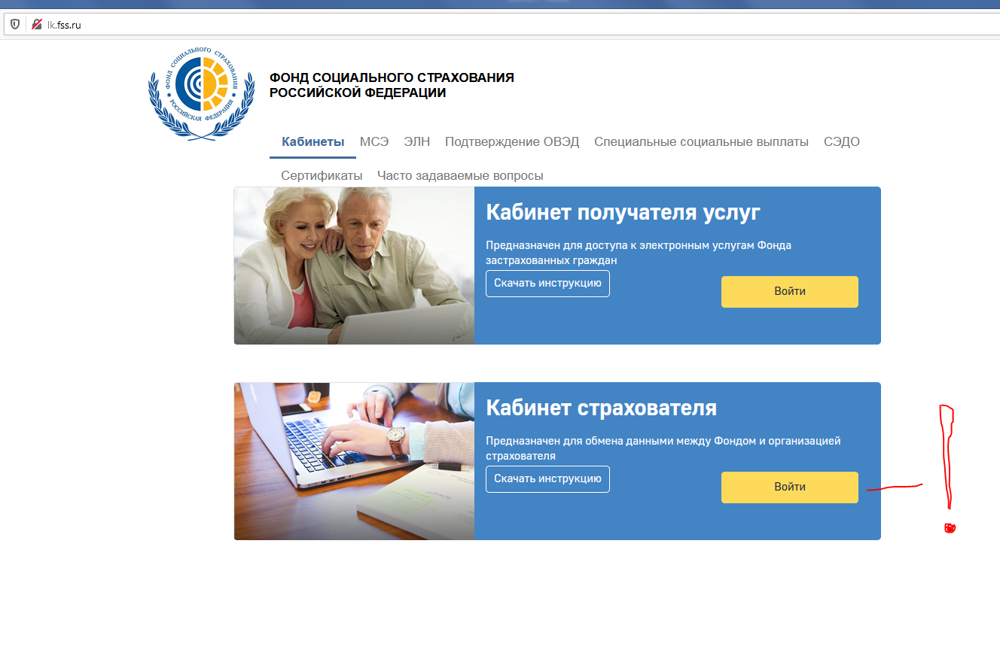 lk.fss.ru
ФОНД СОЦИАЛЬНОГО СТРАХОВАНИЯ
РОССИЙСКАЯ ФЕДЕРАЦИЯ
ФОНД СОЦИАЛЬНОГО СТРАХОВАНИЯ
РОССИЙСКОЙ ФЕДЕРАЦИИ
Кабинеты МСЭ ЭЛН Подтверждение ОВЭД Специальные социальные выплаты СЭДО
Сертификаты Часто задаваемые вопросы
Кабинет получателя услуг
Предназначен для доступа к электронным услугам Фонда
застрахованных граждан
Скачать инструкцию
Войти
Кабинет страхователя
Предназначен для обмена данными между Фондом и организацией
страхователя
Скачать инструкцию
Войти
!